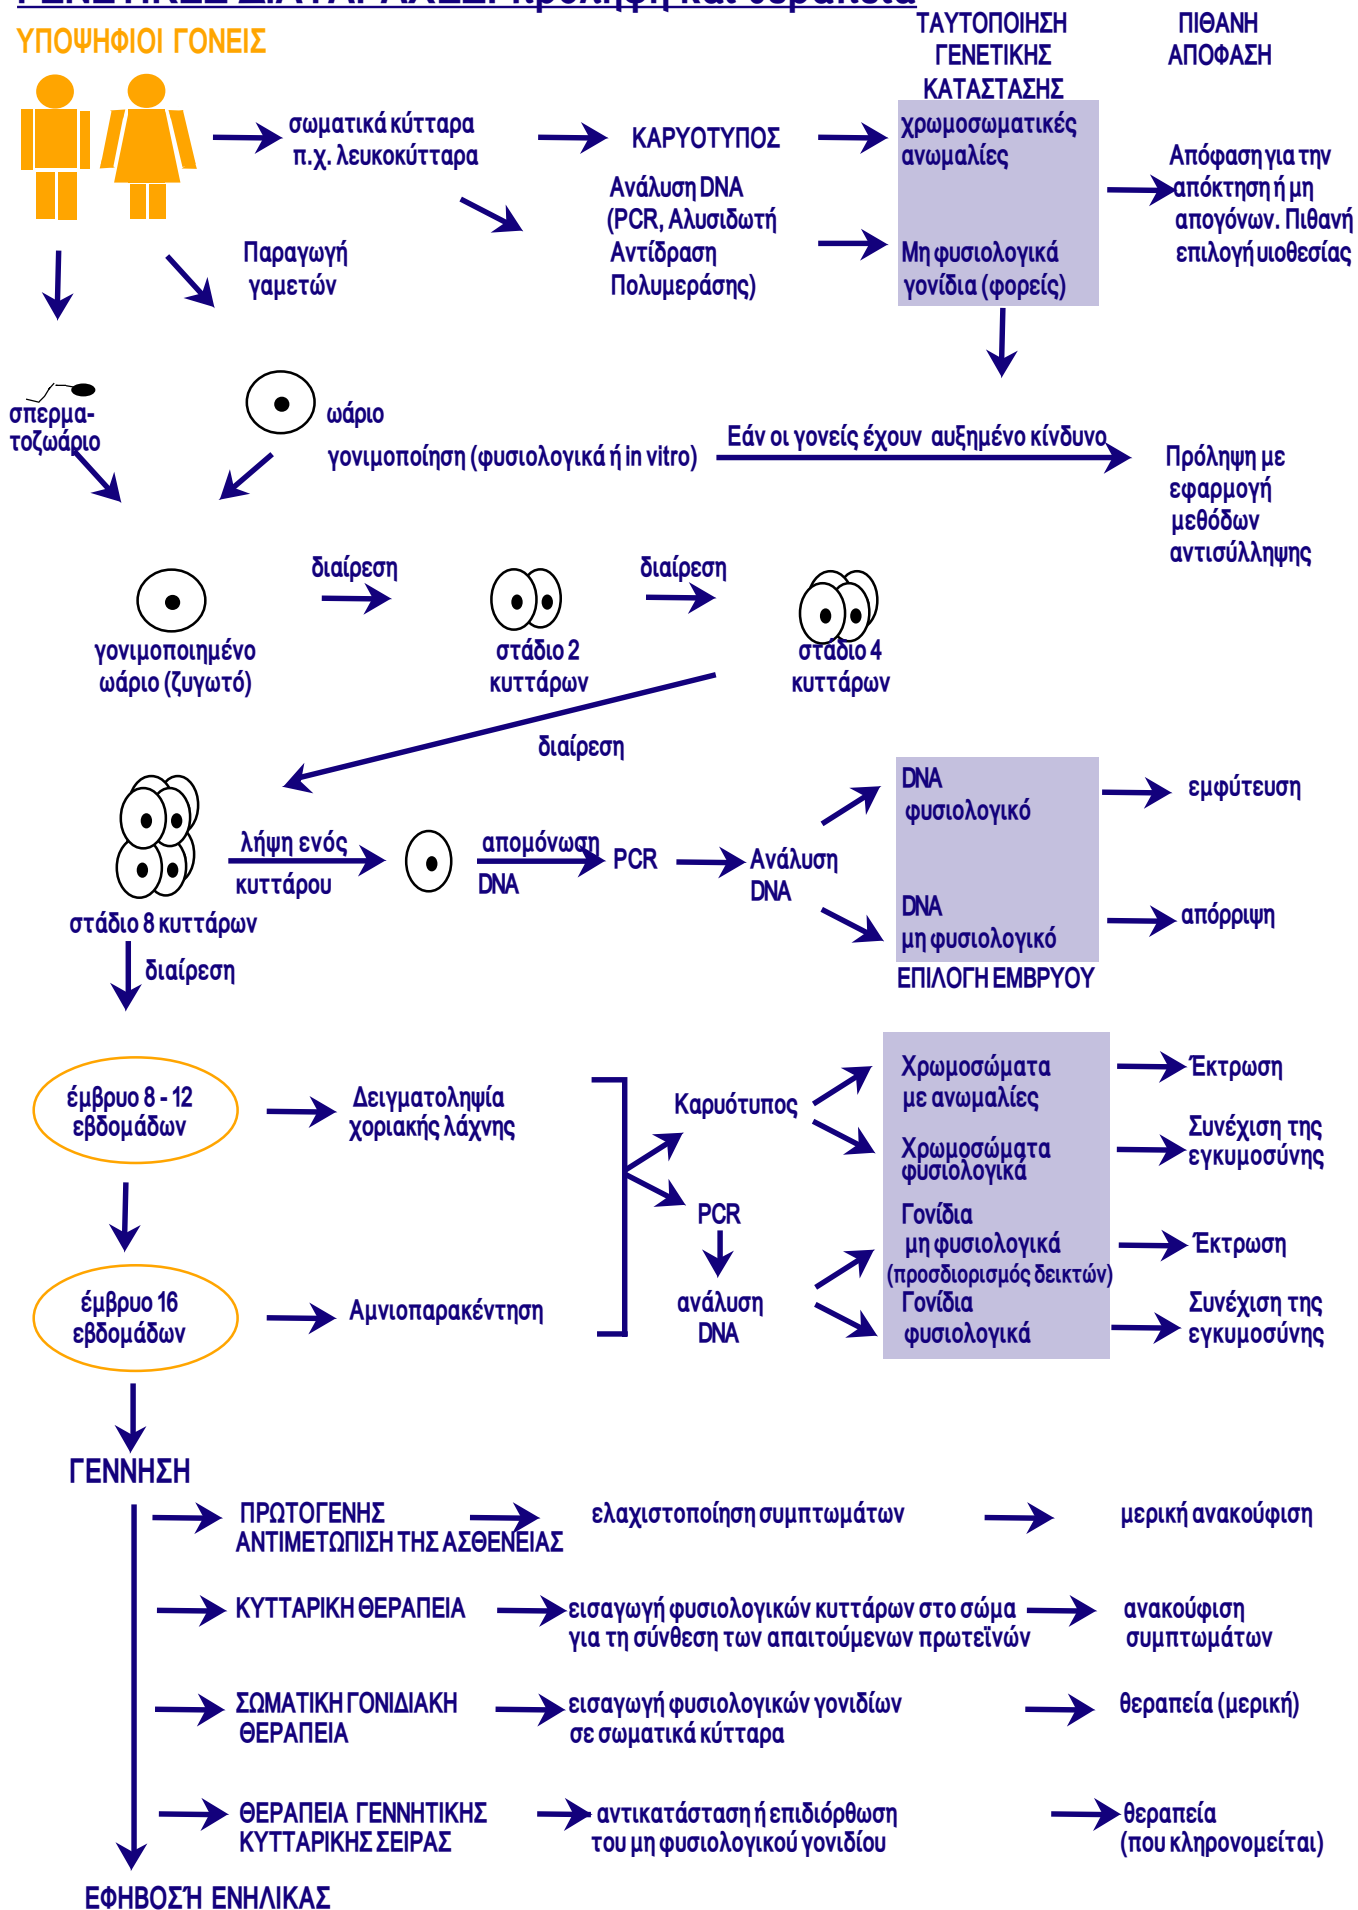 ΓΕΝΕΤΙΚΕΣ ΔΙΑΤΑΡΑΧΕΣ: πρόληψη και θεραπεία
ΥΠΟΨΗΦΙΟΙ ΓΟΝΕΙΣ
ΤΑΥΤΟΠΟΙΗΣΗ
ΓΕΝΕΤΙΚΗΣ
ΚΑΤΑΣΤΑΣΗΣ
ΠΙΘΑΝΗ
ΑΠΟΦΑΣΗ
σωματικά κύτταρα
π.χ. λευκοκύτταρα
ΚΑΡΥΟΤΥΠΟΣ
χρωμοσωματικές
ανωμαλίες
Ανάλυση DNA
(PCR, Αλυσιδωτή
Αντίδραση
Πολυμεράσης)
Μη φυσιολογικά
γονίδια (φορείς)
Απόφαση για την
απόκτηση ή μη
απογόνων. Πιθανή
επιλογή υιοθεσίας
Παραγωγή
γαμετών
σπερμα-
τοζωάριο
ωάριο
γονιμοποίηση (φυσιολογικά ή in vitro)
Εάν οι γονείς έχουν αυξημένο κίνδυνο
Πρόληψη με
εφαρμογή
μεθόδων
αντισύλληψης
διαίρεση
διαίρεση
γονιμοποιημένο
ωάριο (ζυγωτό)
στάδιο 2
κυττάρων
στάδιο 4
κυττάρων
διαίρεση
λήψη ενός
κυττάρου
απομόνωση
DNA
PCR
Ανάλυση
DNA
DNA
φυσιολογικό
εμφύτευση
DNA
μη φυσιολογικό
απόρριψη
ΕΠΙΛΟΓΗ ΕΜΒΡΥΟΥ
στάδιο 8 κυττάρων
διαίρεση
έμβρυο 8 - 12
εβδομάδων
Δειγματοληψία
χοριακής λάχνης
Καρυότυπος
Χρωμοσώματα
με ανωμαλίες
Έκτρωση
Χρωμοσώματα
φυσιολογικά
Συνέχιση της
εγκυμοσύνης
PCR
ανάλυση
DNA
Γονίδια
μη φυσιολογικά
(προσδιορισμός δεικτών)
Έκτρωση
Γονίδια
φυσιολογικά
Συνέχιση της
εγκυμοσύνης
έμβρυο 16
εβδομάδων
Αμνιοπαρακέντηση
ΓΕΝΝΗΣΗ
ΠΡΩΤΟΓΕΝΗΣ
ΑΝΤΙΜΕΤΩΠΙΣΗ ΤΗΣ ΑΣΘΕΝΕΙΑΣ
ελαχιστοποίηση συμπτωμάτων
μερική ανακούφιση
ΚΥΤΤΑΡΙΚΗ ΘΕΡΑΠΕΙΑ
εισαγωγή φυσιολογικών κυττάρων στο σώμα
για τη σύνθεση των απαιτούμενων πρωτεϊνών
ανακούφιση
συμπτωμάτων
ΣΩΜΑΤΙΚΗ ΓΟΝΙΔΙΑΚΗ
ΘΕΡΑΠΕΙΑ
εισαγωγή φυσιολογικών γονιδίων
σε σωματικά κύτταρα
θεραπεία (μερική)
ΘΕΡΑΠΕΙΑ ΓΕΝΝΗΤΙΚΗΣ
ΚΥΤΤΑΡΙΚΗΣ ΣΕΙΡΑΣ
αντικατάσταση ή επιδιόρθωση
του μη φυσιολογικού γονιδίου
θεραπεία
(που κληρονομείται)
ΕΦΗΒΟΣΉ ΕΝΗΛΙΚΑΣ